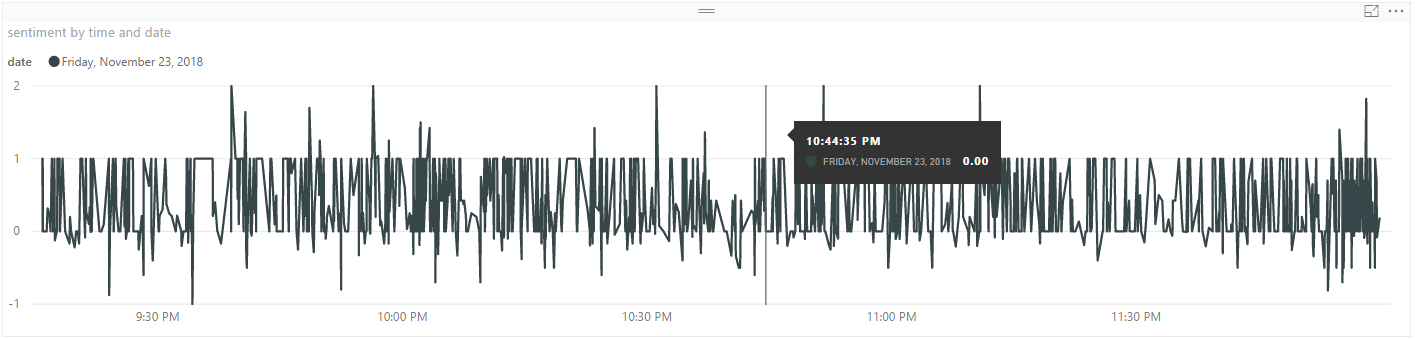 sentiment by time and date
date Friday, November 23, 2018
2
1
0
-1
10:44:35 PM
FRIDAY, NOVEMBER 23, 2018 0.00
9:30 PM 10:00 PM 10:30 PM 11:00 PM 11:30 PM